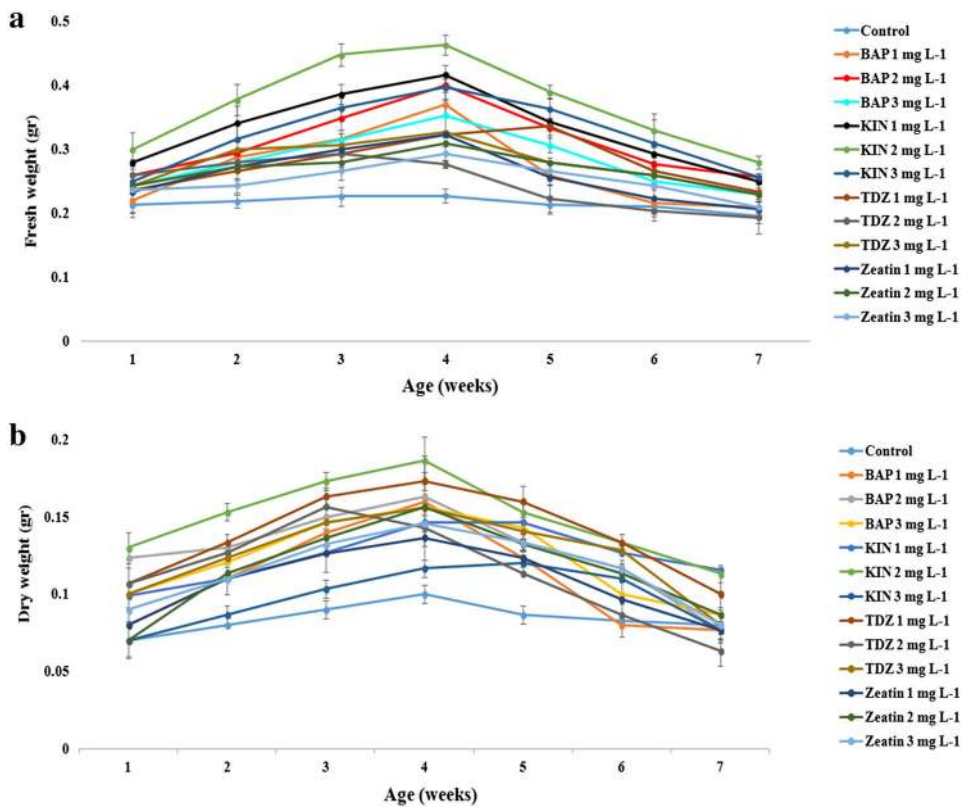 a
Fresh weight (gr)
0.5
0.4
0.3
0.2
0.1
0
1 2 3 4 5 6 7
Age (weeks)
Control
BAP 1 mg L-1
BAP 2 mg L-1
BAP 3 mg L-1
KIN 1 mg L-1
KIN 2 mg L-1
KIN 3 mg L-1
TDZ 1 mg L-1
TDZ 2 mg L-1
TDZ 3 mg L-1
Zeatin 1 mg L-1
Zeatin 2 mg L-1
Zeatin 3 mg L-1
b
Dry weight (gr)
0.2
0.15
0.1
0.05
0
1 2 3 4 5 6 7
Age (weeks)
Control
BAP 1 mg L-1
BAP 2 mg L-1
BAP 3 mg L-1
KIN 1 mg L-1
KIN 2 mg L-1
KIN 3 mg L-1
TDZ 1 mg L-1
TDZ 2 mg L-1
TDZ 3 mg L-1
Zeatin 1 mg L-1
Zeatin 2 mg L-1
Zeatin 3 mg L-1